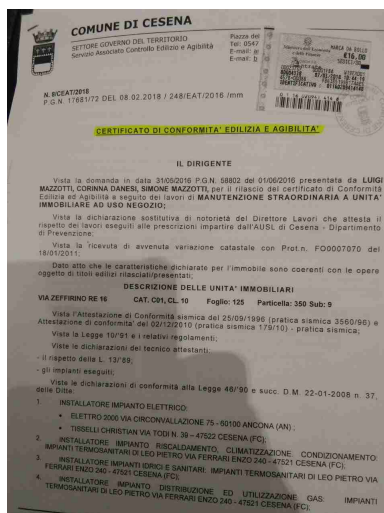 COMUNE DI CESENA
SETTORE GOVERNO DEL TERRITORIO
Servizio Associato Controllo Edilizio e Agibilità
Piazza del
Tel: 0547
E-mail:
E-mail:
MARCA DA BOLLO
€16,00
N. 8/CEAT/2018
P.G.N. 17681/72 DEL 08.02.2018 / 248/EAT/2016 /mm
CERTIFICATO DI CONFORMITA' EDILIZIA E AGIBILITA'
IL DIRIGENTE
Vista la domanda in data 31/05/2016 P.G.N. 58802 del 01/06/2016 presentata da LUIGI
MAZZOTTI, CORINNA DANESI, SIMONE MAZZOTTI, per il rilascio del certificato di Conformità
Edilizia ed Agibilità a seguito dei lavori di MANUTENZIONE STRAORDINARIA A UNITA'
IMMOBILIARE AD USO NEGOZIO;
Vista la dichiarazione sostitutiva di notorietà del Direttore Lavori che attesta il
rispetto dei lavori eseguiti alle prescrizioni impartire dall'AUSL di Cesena - Dipartimento
di Prevenzione;
Vista la ricevuta di avvenuta variazione catastale con Prot.n. FO0007070 del
18/01/2011;
Dato atto che le caratteristiche dichiarate per l'immobile sono coerenti con le opere
oggetto di titoli edilizi rilasciati/presentati;
DESCRIZIONE DELLE UNITA' IMMOBILIARI
VIA ZEFFIRINO RE 16 CAT. C01, CL. 10 Foglio: 125 Particella: 350 Sub: 9
Vista l'Attestazione di Conformità sismica del 25/09/1996 (pratica sismica 3560/96) e
Attestazione di conformita' del 02/12/2010 (pratica sismica 179/10) - pratica sismica;
Vista la Legge 10/'91 e i relativi regolamenti;
Viste le dichiarazioni del tecnico attestanti:
- il rispetto della L. 13/'89;
- gli impianti eseguiti;
Viste le dichiarazioni di conformità alla Legge 46/'90 e succ. D.M. 22-01-2008 n. 37,
delle Ditte:
1. INSTALLATORE IMPIANTO ELETTRICO:
• ELETTRO 2000 VIA CIRCONVALLAZIONE 75 - 60100 ANCONA (AN) ;
• TISSELLI CHRISTIAN VIA TODI N. 39 – 47522 CESENA (FC);
2. INSTALLATORE IMPIANTO RISCALDAMENTO, CLIMATIZZAZIONE CONDIZIONAMENTO:
IMPIANTI TERMOSANITARI DI LEO PIETRO VIA FERRARI ENZO 240 - 47521 CESENA (FC);
3. INSTALLATORE IMPIANTI IDRICI E SANITARI: IMPIANTI TERMOSANITARI DI LEO PIETRO VIA
FERRARI ENZO 240 - 47521 CESENA (FC);
4. INSTALLATORE IMPIANTO DISTRIBUZIONE ED UTILIZZAZIONE GAS: IMPIANTI
TERMOSANITARI DI LEO PIETRO VIA FERRARI ENZO 240 - 47521 CESENA (FC);